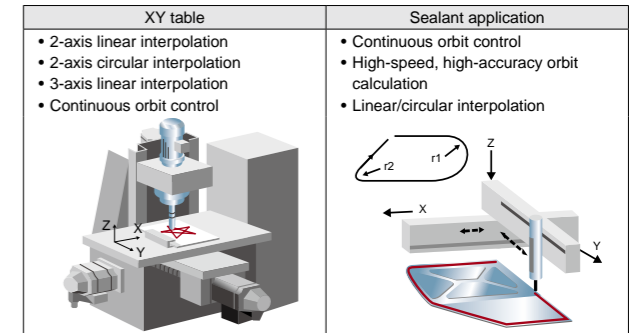 XY table
• 2-axis linear interpolation
• 2-axis circular interpolation
• 3-axis linear interpolation
• Continuous orbit control
Z
X
Y
Sealant application
• Continuous orbit control
• High-speed, high-accuracy orbit
calculation
• Linear/circular interpolation
r1
r2
Z
X
Y